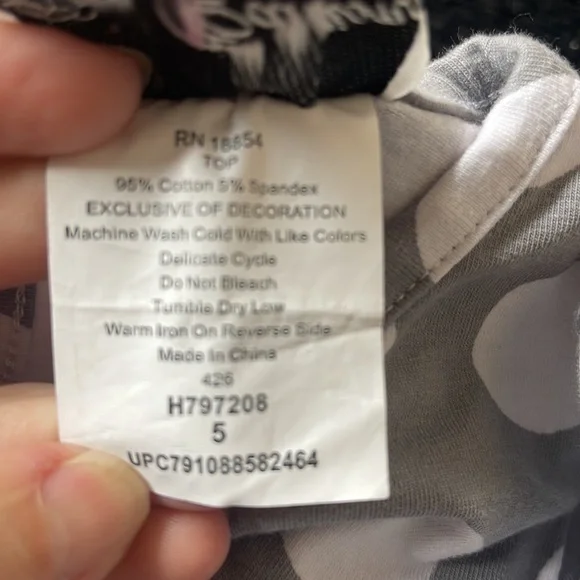 RN 18854
TOP
95% Cotton 5% Spandex
EXCLUSIVE OF DECORATION
Machine Wash Cold With Like Colors
Delicate Cycle
Do Not Bleach
Tumble Dry Low
Warm Iron On Reverse Side
Made In China
426
H797208
5
UPC791088582464